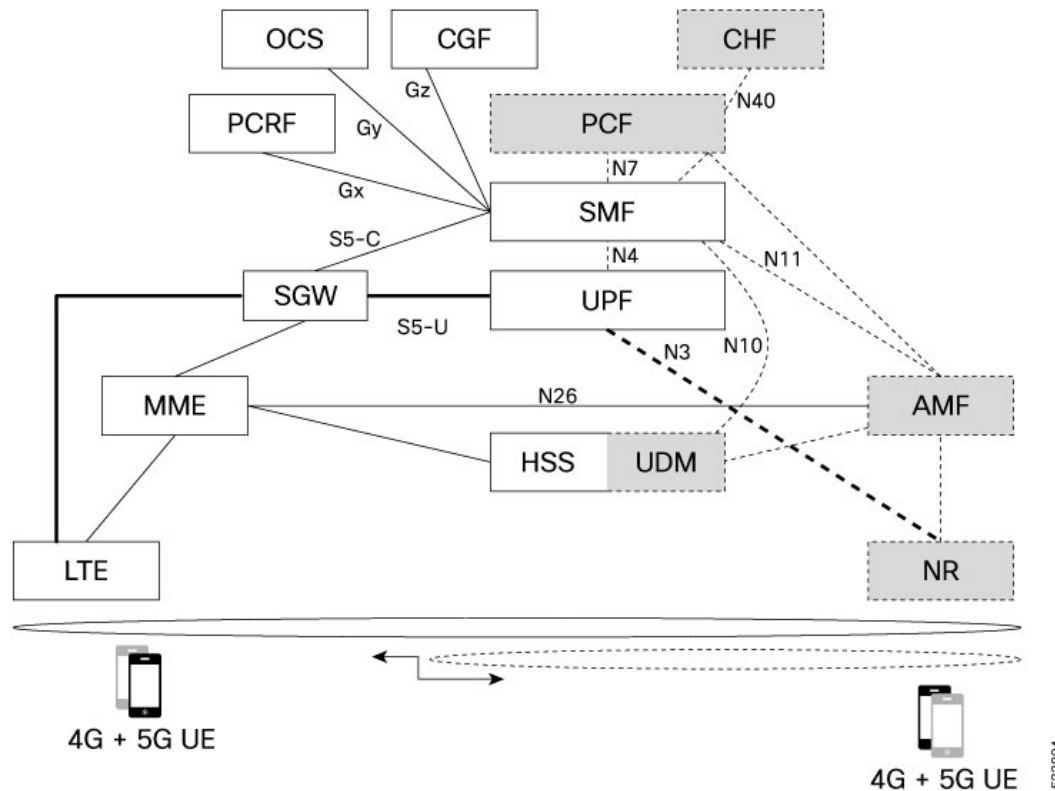 OCS
CGF
CHF
Gz
N40
PCRF
Gy
PCF
Gx
N7
SMF
S5-C
N4
N11
SGW
UPF
S5-U
N3
N10
MME
N26
AMF
HSS
UDM
LTE
NR
4G + 5G UE
4G + 5G UE